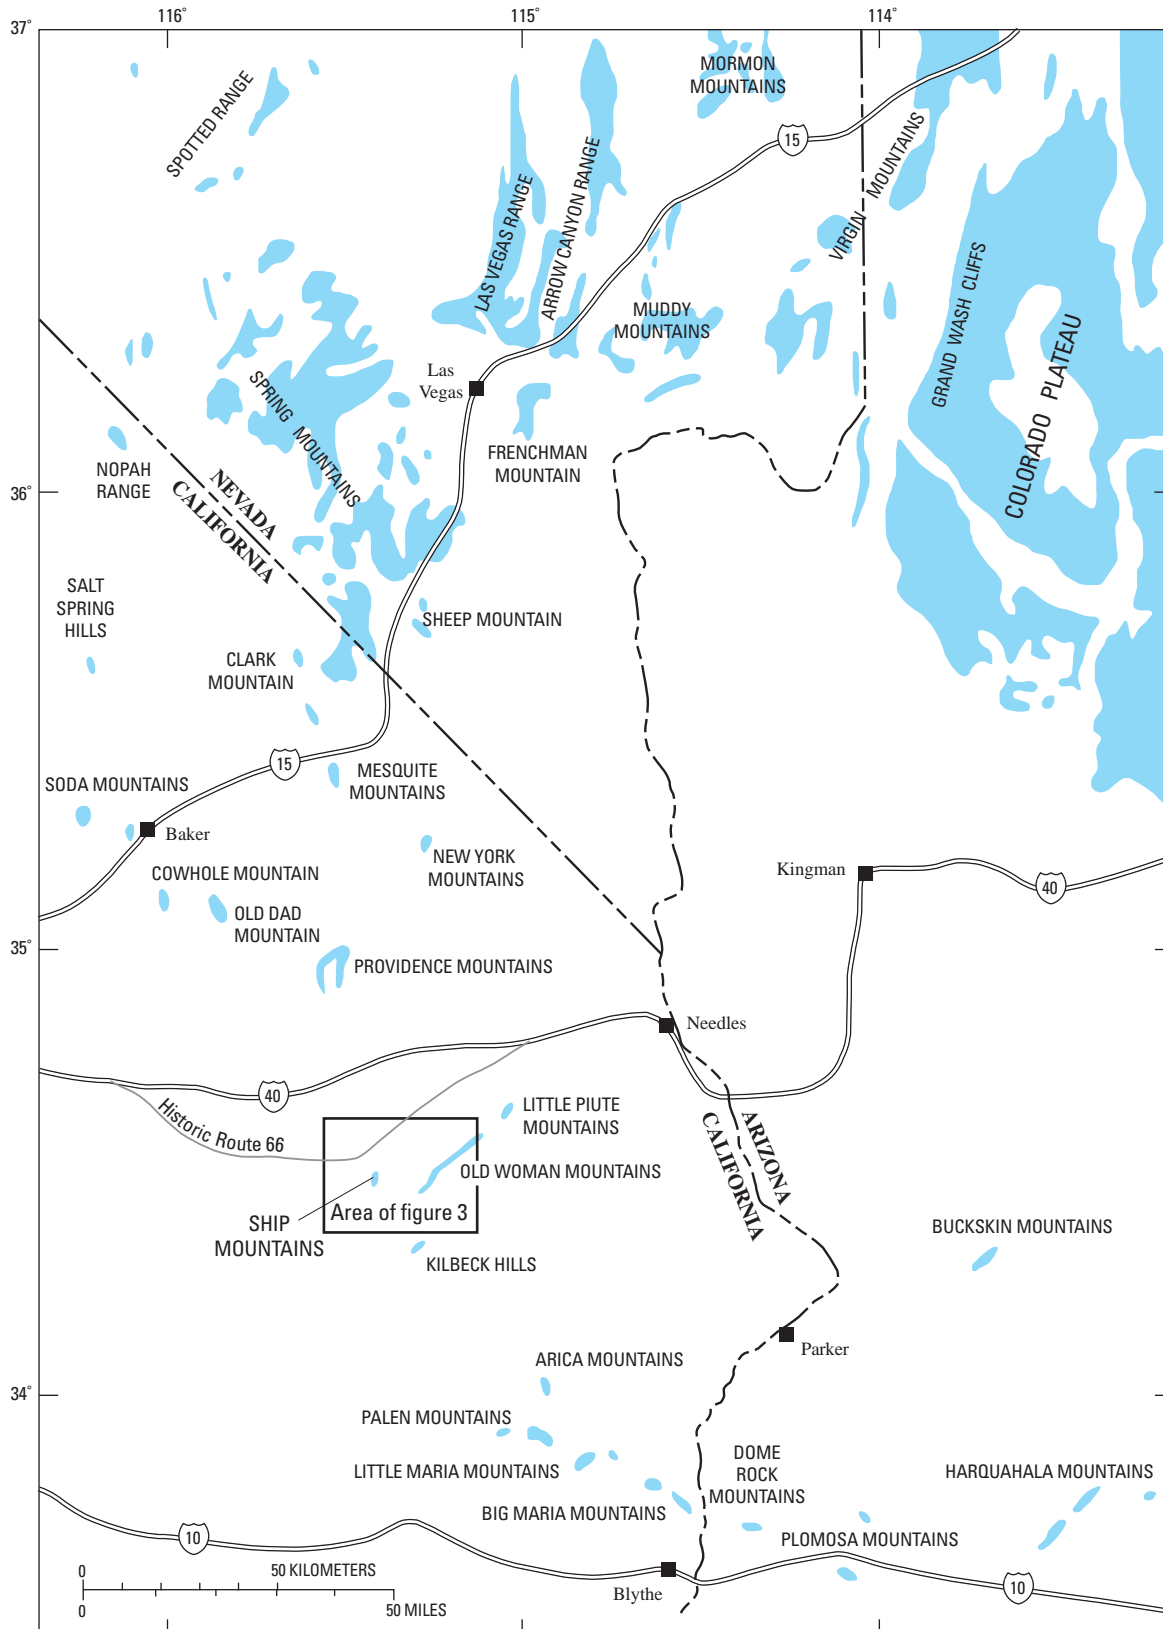 116°
115°
114°
37°
MORMON
MOUNTAINS
SPOTTED RANGE
15
LAS VEGAS RANGE
ARROW CANYON RANGE
VIRGIN MOUNTAINS
GRAND WASH CLIFFS
COLORADO PLATEAU
MUDDY
MOUNTAINS
Las
Vegas
SPRING MOUNTAINS
FRENCHMAN
MOUNTAIN
NOPAH
RANGE
NEVADA
CALIFORNIA
36°
SALT
SPRING
HILLS
SHEEP MOUNTAIN
CLARK
MOUNTAIN
15
MESQUITE
MOUNTAINS
SODA MOUNTAINS
Baker
NEW YORK
MOUNTAINS
Kingman
40
COWHOLE MOUNTAIN
OLD DAD
MOUNTAIN
35°
PROVIDENCE MOUNTAINS
Needles
40
Historic Route 66
LITTLE PIUTE
MOUNTAINS
ARIZONA
CALIFORNIA
OLD WOMAN MOUNTAINS
Area of figure 3
SHIP
MOUNTAINS
KILBECK HILLS
BUCKSKIN MOUNTAINS
Parker
ARICA MOUNTAINS
34°
PALEN MOUNTAINS
LITTLE MARIA MOUNTAINS
DOME
ROCK
MOUNTAINS
HARQUAHALA MOUNTAINS
BIG MARIA MOUNTAINS
PLOMOSA MOUNTAINS
10
Blythe
10
0 50 KILOMETERS
0 50 MILES